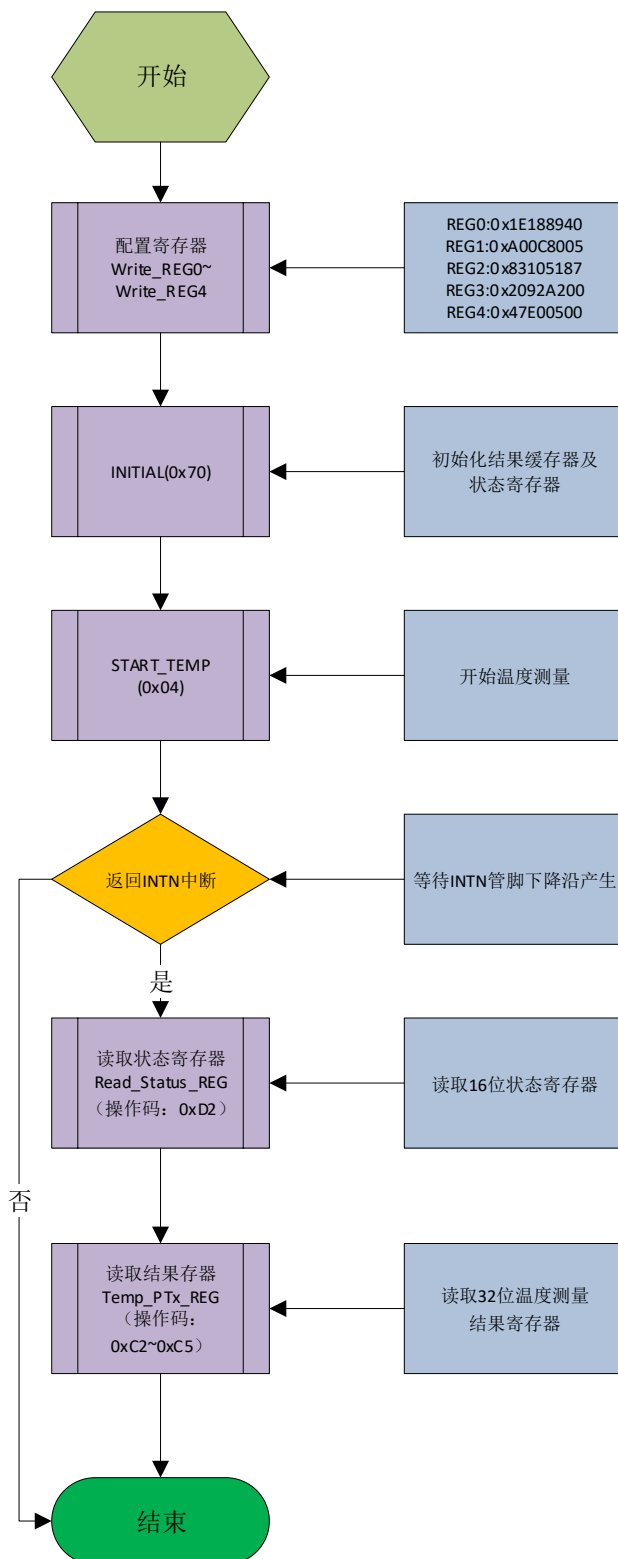 开始
配置寄存器
Write_REG0~
Write_REG4
REG0:0x1E188940
REG1:0xA00C8005
REG2:0x83105187
REG3:0x2092A200
REG4:0x47E00500
INITIAL(0x70)
初始化结果缓存器及
状态寄存器
START_TEMP
(0x04)
开始温度测量
返回INTN中断
等待INTN管脚下降沿产生
是
读取状态寄存器
Read_Status_REG
（操作码：0xD2）
读取16位状态寄存器
否
读取结果存器
Temp_PTx_REG
（操作码：
0xC2~0xC5）
读取32位温度测量
结果寄存器
结束